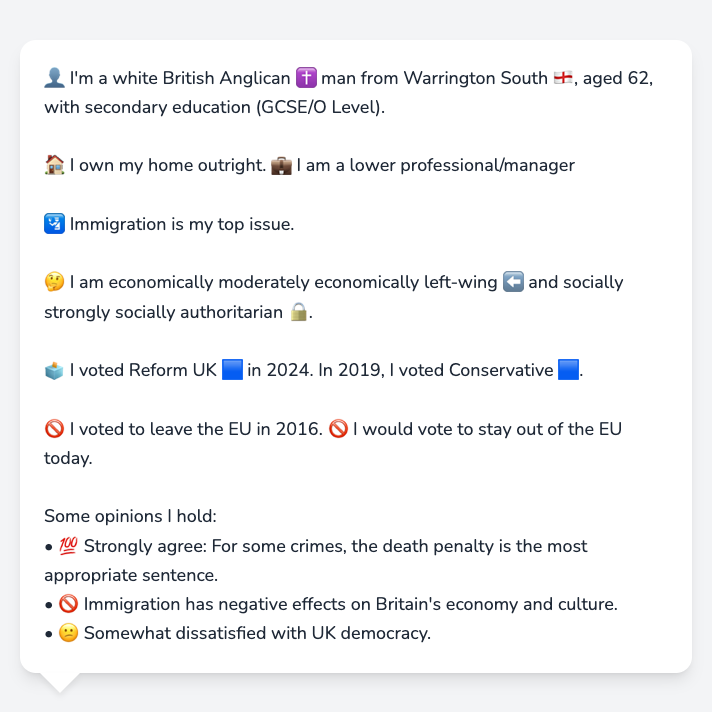 👤 I'm a white British Anglican ✝️ man from Warrington South 🏴󠁧󠁢󠁥󠁮󠁧󠁿, aged 62,
with secondary education (GCSE/O Level).
🏠 I own my home outright. 💼 I am a lower professional/manager
🛂 Immigration is my top issue.
🤔 I am economically moderately economically left-wing ⬅️ and socially
strongly socially authoritarian 🔒.
🗳️ I voted Reform UK 🟦 in 2024. In 2019, I voted Conservative 🟦.
🚫 I voted to leave the EU in 2016. 🚫 I would vote to stay out of the EU
today.
Some opinions I hold:
• 💯 Strongly agree: For some crimes, the death penalty is the most
appropriate sentence.
• 🚫 Immigration has negative effects on Britain's economy and culture.
• 😕 Somewhat dissatisfied with UK democracy.